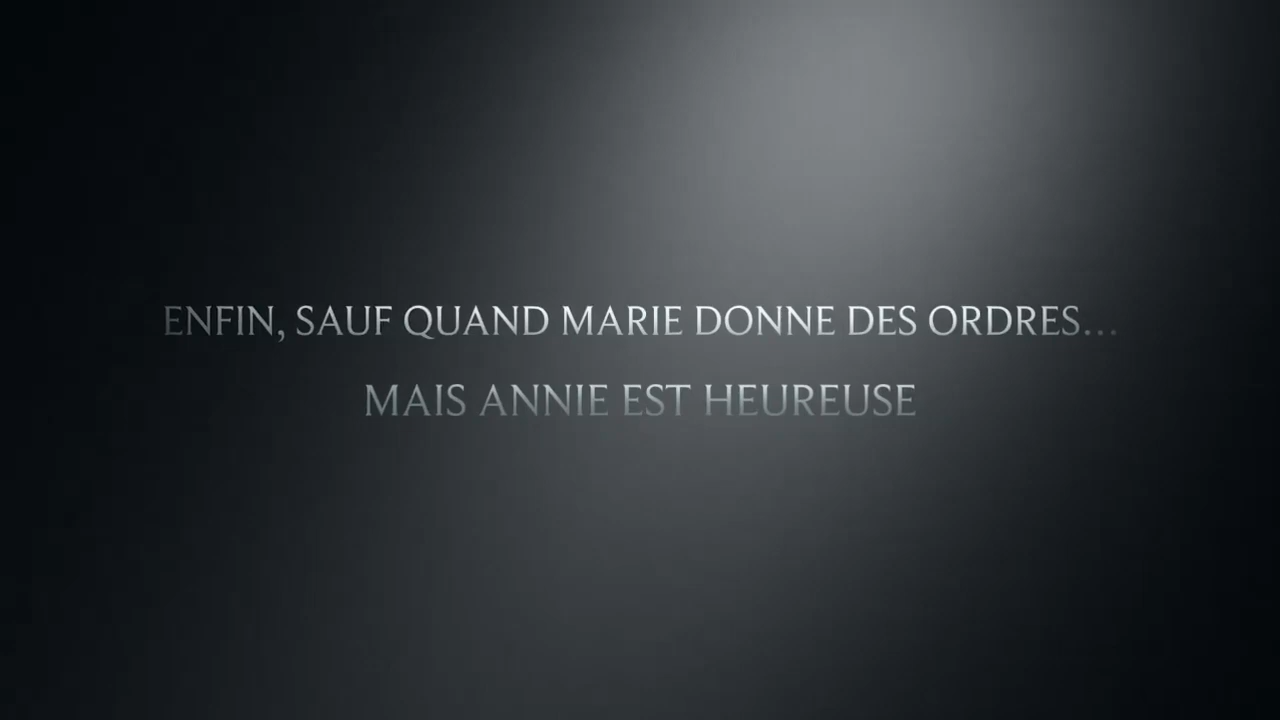 ENFIN, SAUF QUAND MARIE DONNE DES ORDRES...
MAIS ANNIE EST HEUREUSE